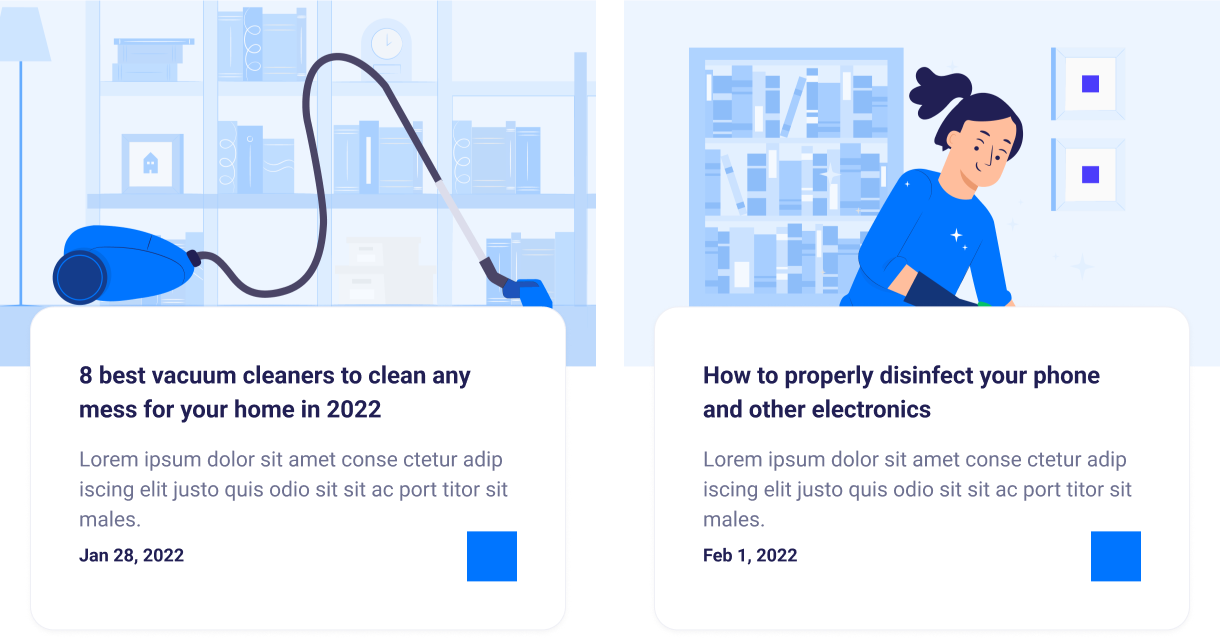 8 best vacuum cleaners to clean any
mess for your home in 2022
Lorem ipsum dolor sit amet conse ctetur adip
iscing elit justo quis odio sit sit ac port titor sit
males.
Jan 28, 2022
How to properly disinfect your phone
and other electronics
Lorem ipsum dolor sit amet conse ctetur adip
iscing elit justo quis odio sit sit ac port titor sit
males.
Feb 1, 2022